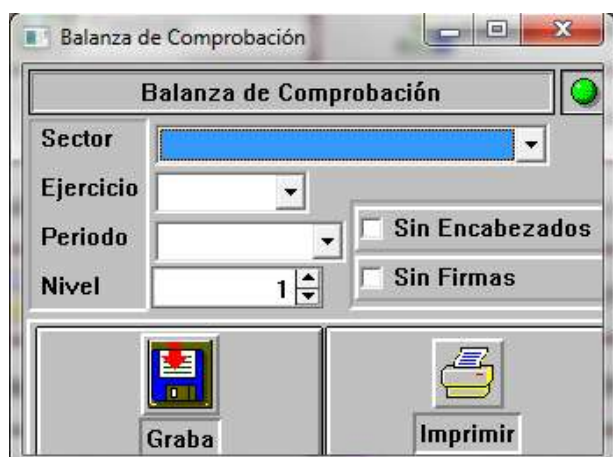 Balanza de Comprobación
Balanza de Comprobación
Sector
Ejercicio
Periodo
Sin Encabezados
Nivel
1
Sin Firmas
Graba
Imprimir